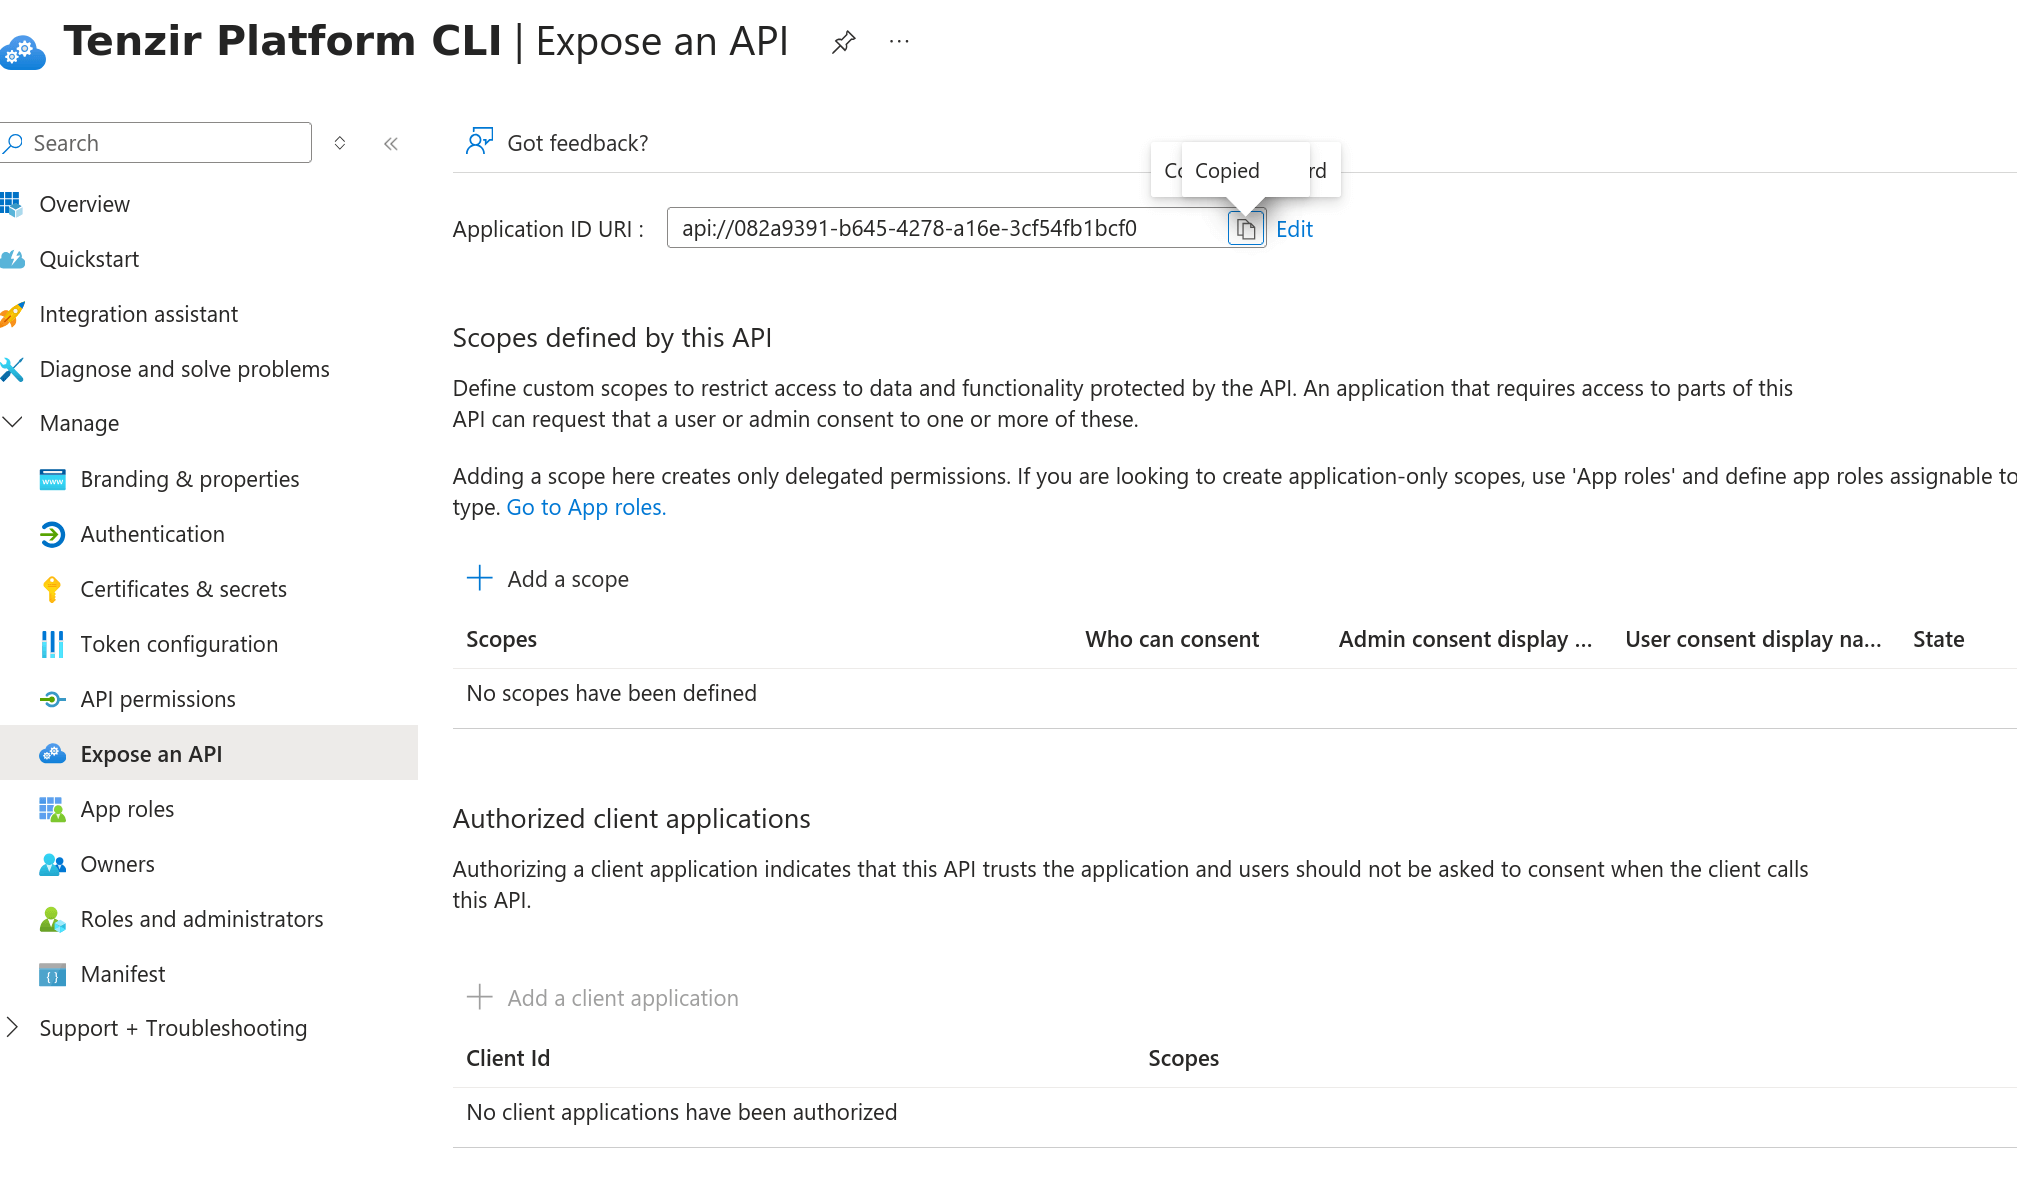 Tenzir Platform CLI | Expose an API
Search
Overview
Quickstart
Integration assistant
Diagnose and solve problems
Manage
Branding & properties
Authentication
Certificates & secrets
Token configuration
API permissions
Expose an API
App roles
Owners
Roles and administrators
Manifest
Support + Troubleshooting
Got feedback?
Copied
Application ID URI :
api://082a9391-b645-4278-a16e-3cf54fb1bcf0
Edit
Scopes defined by this API
Define custom scopes to restrict access to data and functionality protected by the API. An application that requires access to parts of this
API can request that a user or admin consent to one or more of these.
Adding a scope here creates only delegated permissions. If you are looking to create application-only scopes, use 'App roles' and define app roles assignable to
type. Go to App roles.
Add a scope
Scopes Who can consent Admin consent display ... User consent display na... State
No scopes have been defined
Authorized client applications
Authorizing a client application indicates that this API trusts the application and users should not be asked to consent when the client calls
this API.
Add a client application
Client Id Scopes
No client applications have been authorized